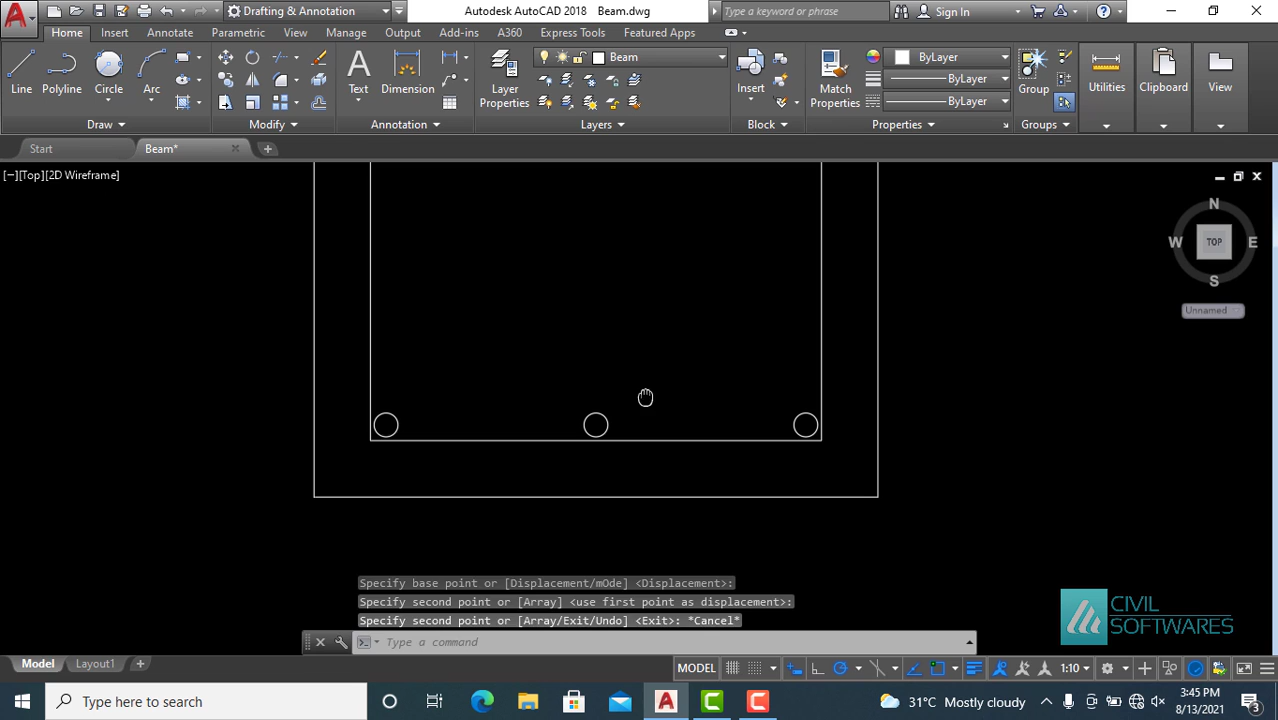 Autodesk AutoCAD 2018 Beam.dwg
Drafting & Annotation
Type a keyword or phrase
Sign In
Home Insert Annotate Parametric View Manage Output Add-ins A360 Express Tools Featured Apps
Line
Polyline
Circle
Arc
Text
Dimension
Layer
Properties
Beam
Insert
Match
Properties
ByLayer
ByLayer
ByLayer
Group
Utilities
Clipboard
View
Draw
Modify
Annotation
Layers
Block
Properties
Groups
Start
Beam*
[−][Top][2D Wireframe]
N
W
TOP
E
S
Unnamed
Specify base point or [Displacement/mOde] <Displacement>:
Specify second point or [Array] <use first point as displacement>:
Specify second point or [Array/Exit/Undo] <Exit>: *Cancel*
Type a command
CIVIL
SOFTWARES
Model
Layout1
MODEL
1:10
Type here to search
31°C Mostly cloudy
3:45 PM
8/13/2021
3